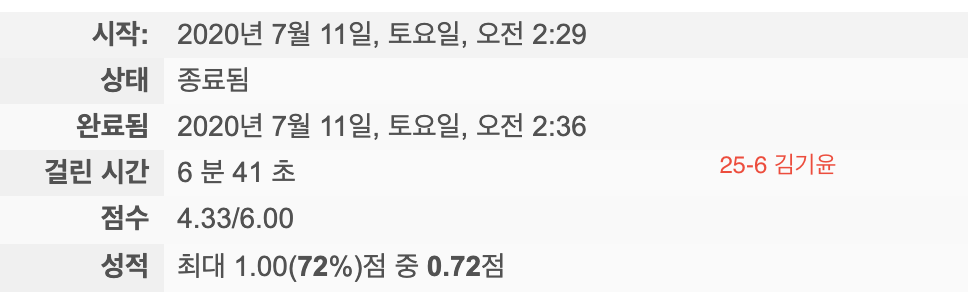 시작: 2020년 7월 11일, 토요일, 오전 2:29
상태 종료됨
완료됨 2020년 7월 11일, 토요일, 오전 2:36
걸린 시간 6 분 41 초
25-6 김기윤
점수 4.33/6.00
성적 최대 1.00(72%)점 중 0.72점